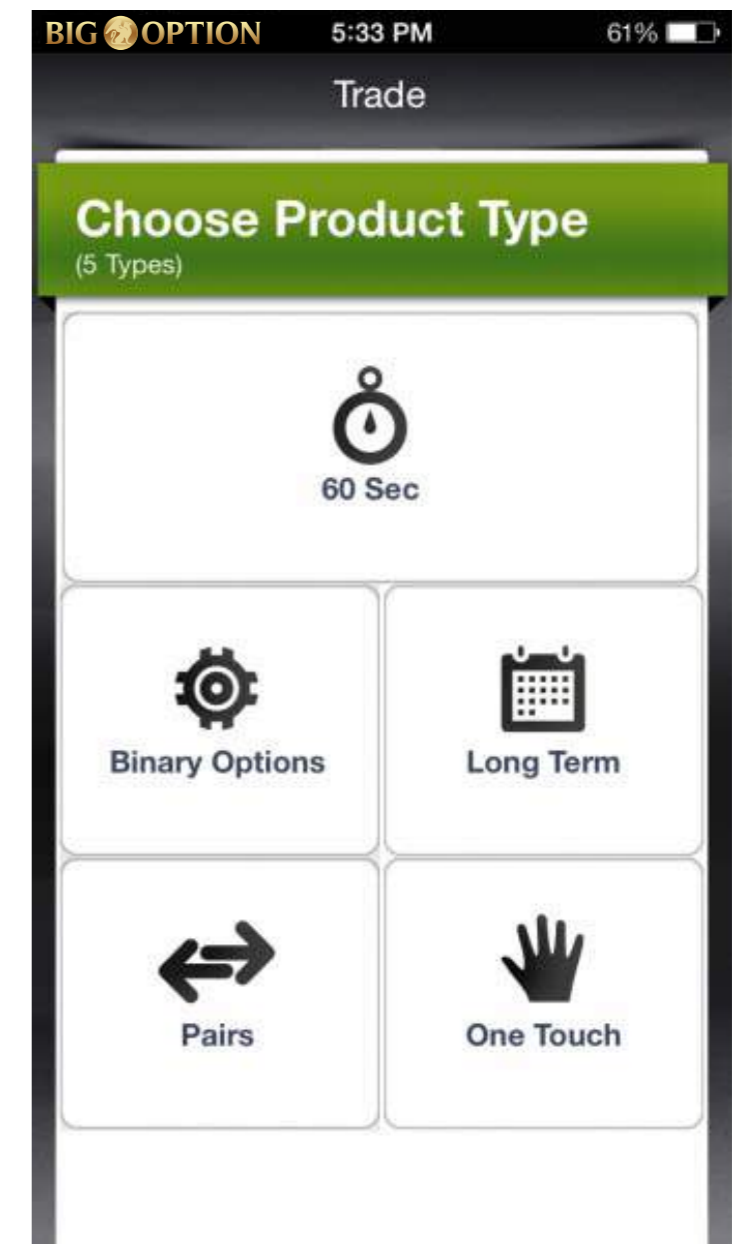 BIG OPTION 5:33 PM 61%
Trade
Choose Product Type
(5 Types)
60 Sec
Binary Options Long Term
Pairs One Touch